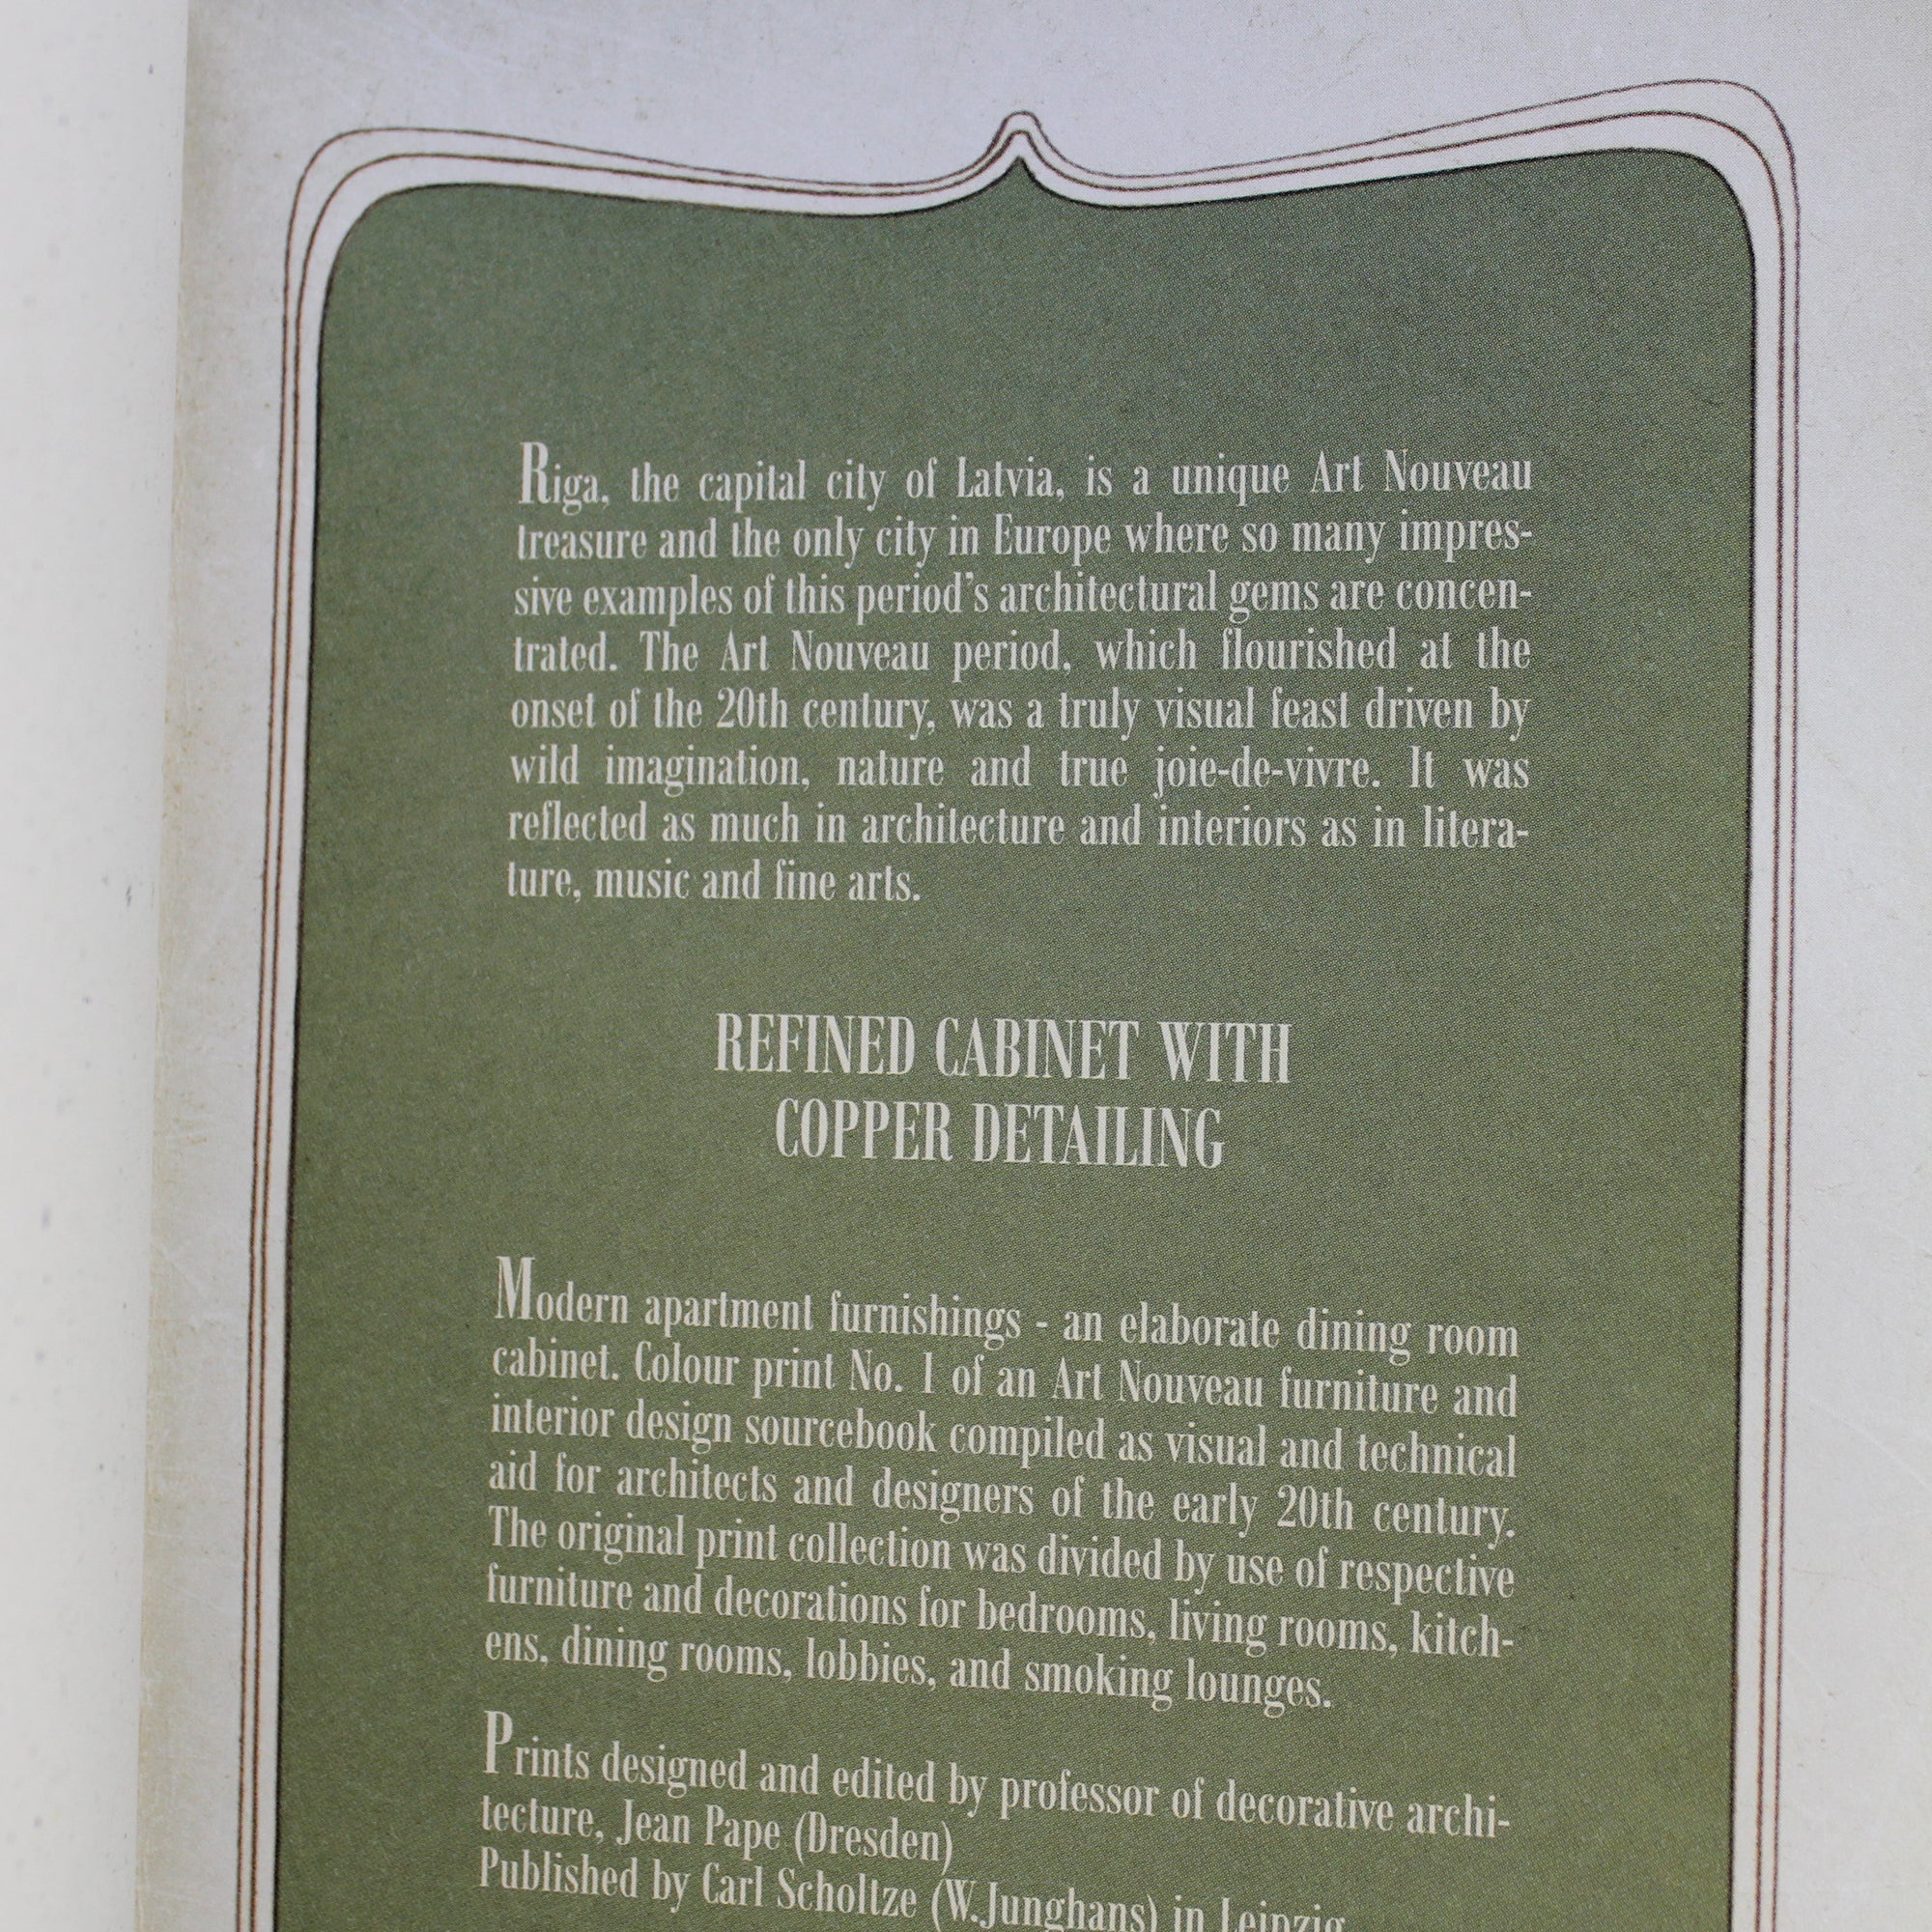 Riga, the capital city of Latvia, is a unique Art Nouveau
treasure and the only city in Europe where so many impres-
sive examples of this period's architectural gems are concen-
trated. The Art Nouveau period, which flourished at the
onset of the 20th century, was a truly visual feast driven by
wild imagination, nature and true joie-de-vivre. It was
reflected as much in architecture and interiors as in litera-
ture, music and fine arts.
REFINED CABINET WITH
COPPER DETAILING
Modern apartment furnishings - an elaborate dining room
cabinet. Colour print No. 1 of an Art Nouveau furniture and
interior design sourcebook compiled as visual and technical
aid for architects and designers of the early 20th century.
The original print collection was divided by use of respective
furniture and decorations for bedrooms, living rooms, kitch-
ens, dining rooms, lobbies, and smoking lounges.
Prints designed and edited by professor of decorative archi-
tecture, Jean Pape (Dresden)
Published by Carl Scholtze (W.Junghans) in Leipzig